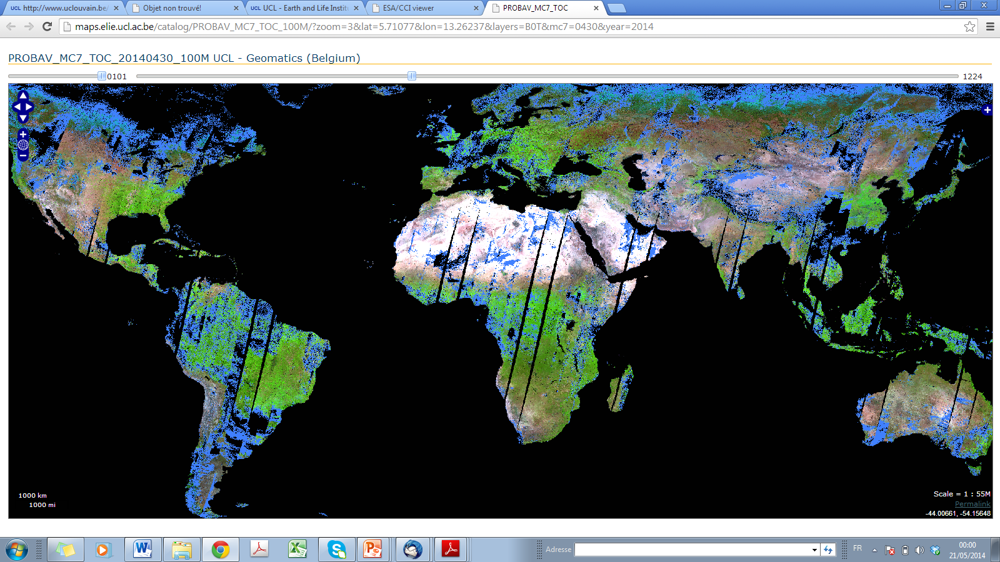 UCL http://www.uclouvain.be/
Objet non trouvé!
UCL UCL - Earth and Life Institu
ESA/CCI viewer
PROBAV_MC7_TOC
maps.elie.ucl.ac.be/catalog/PROBAV_MC7_TOC_100M/?zoom=3&lat=5.71077&lon=13.26237&layers=B0T&mc7=0430&year=2014
PROBAV_MC7_TOC_20140430_100M UCL - Geomatics (Belgium)
0101
1224
1000 km
1000 mi
Scale = 1 : 55M
Permalink
-44.00661, -54.15648
Adresse
FR
00:00
21/05/2014